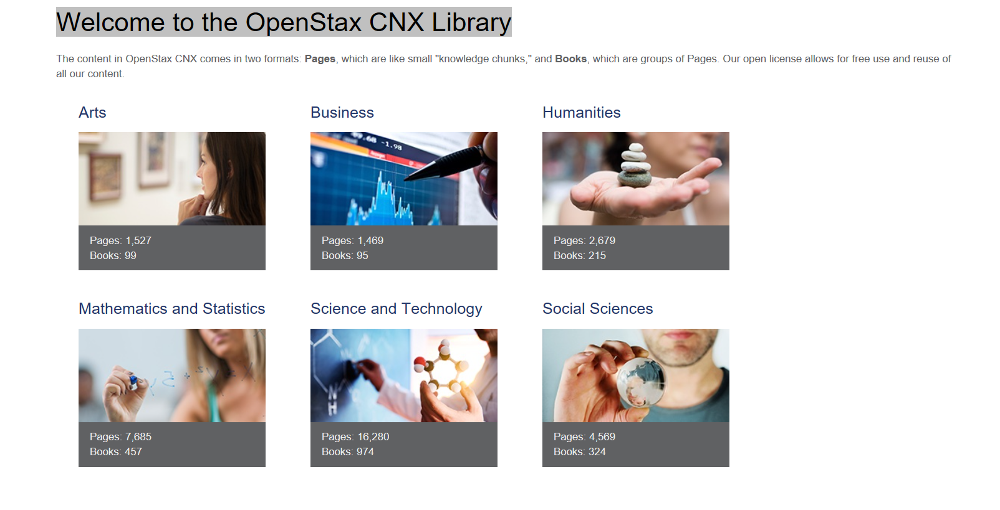 Welcome to the OpenStax CNX Library
The content in OpenStax CNX comes in two formats: Pages, which are like small "knowledge chunks," and Books, which are groups of Pages. Our open license allows for free use and reuse of
all our content.
Arts
Business
Humanities
-1.98
Pages: 1,527
Books: 99
Pages: 1,469
Books: 95
Pages: 2,679
Books: 215
Mathematics and Statistics
Science and Technology
Social Sciences
H
H
Pages: 7,685
Books: 457
Pages: 16,280
Books: 974
Pages: 4,569
Books: 324